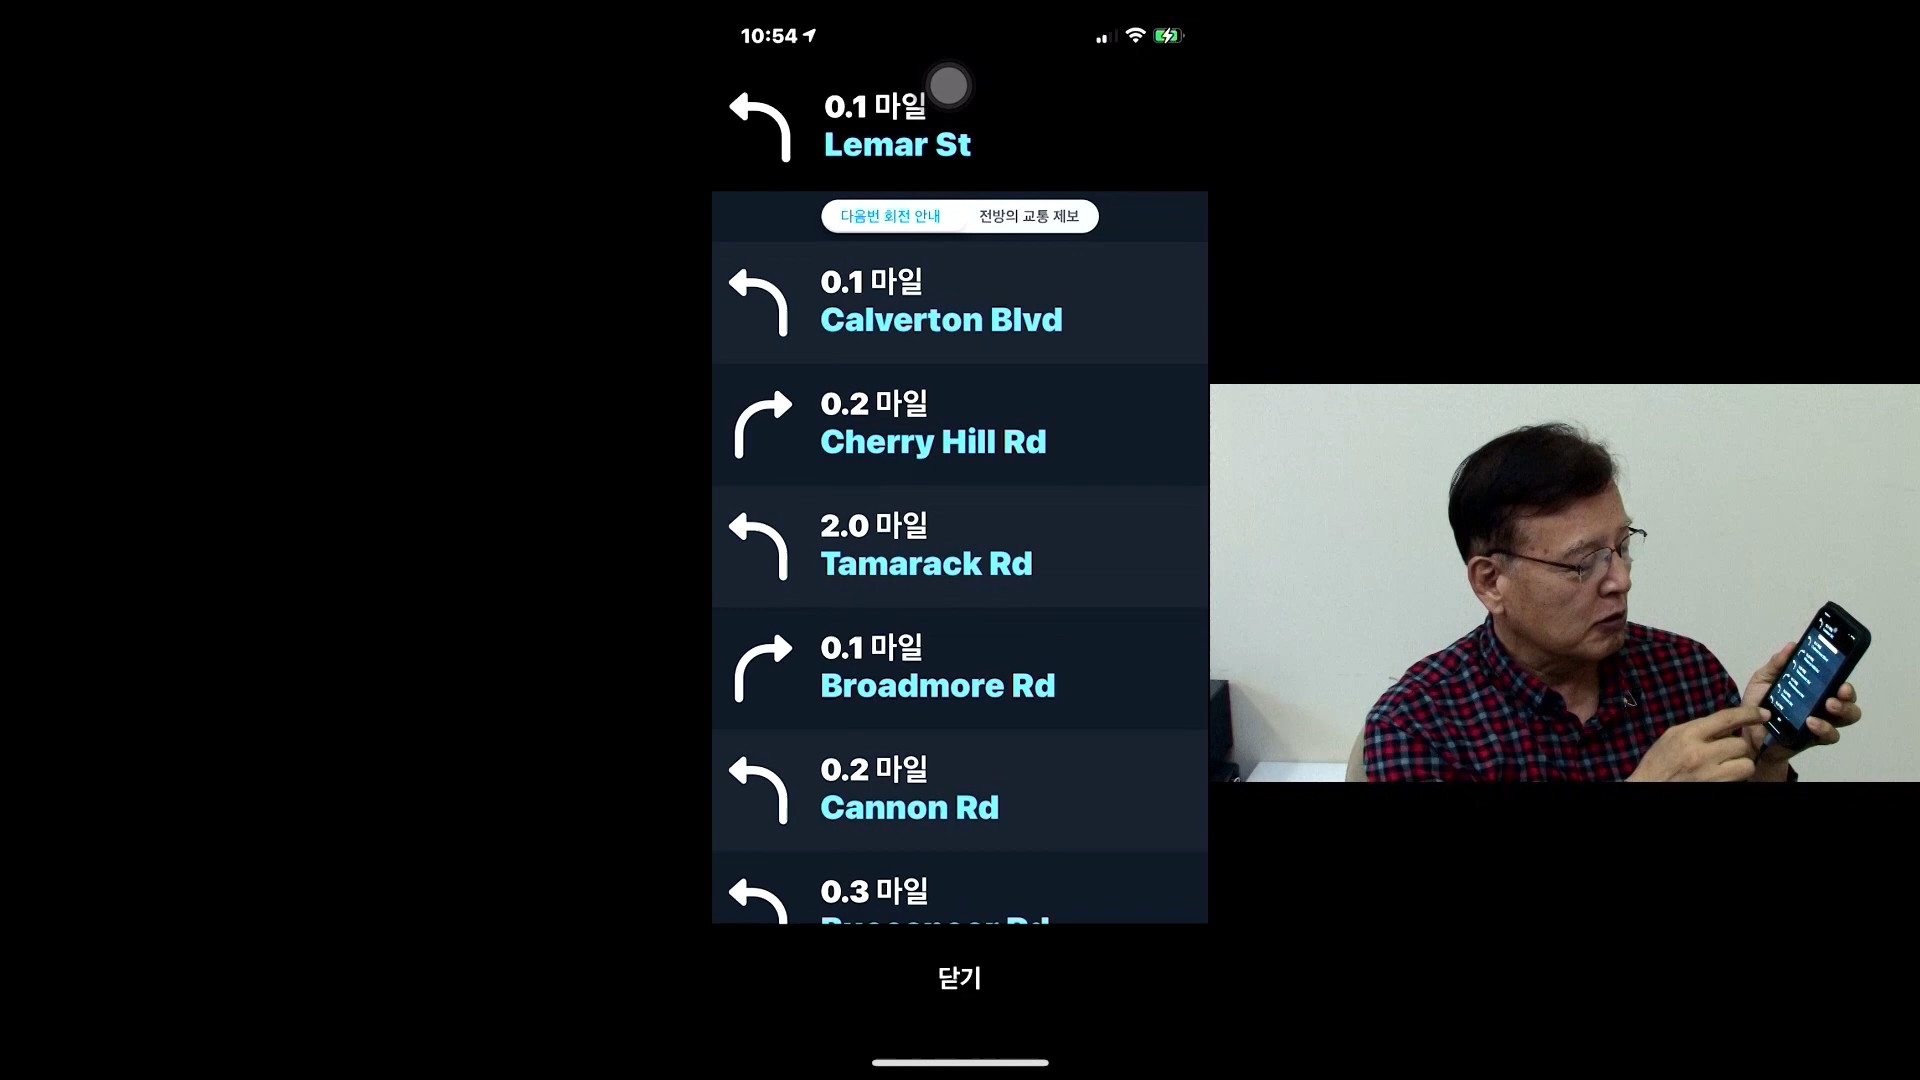 10:54
0.1 마일
Lemar St
다음번 회전 안내
전방의 교통 제보
0.1 마일
Calverton Blvd
0.2 마일
Cherry Hill Rd
2.0 마일
Tamarack Rd
0.1 마일
Broadmore Rd
0.2 마일
Cannon Rd
0.3 마일
닫기